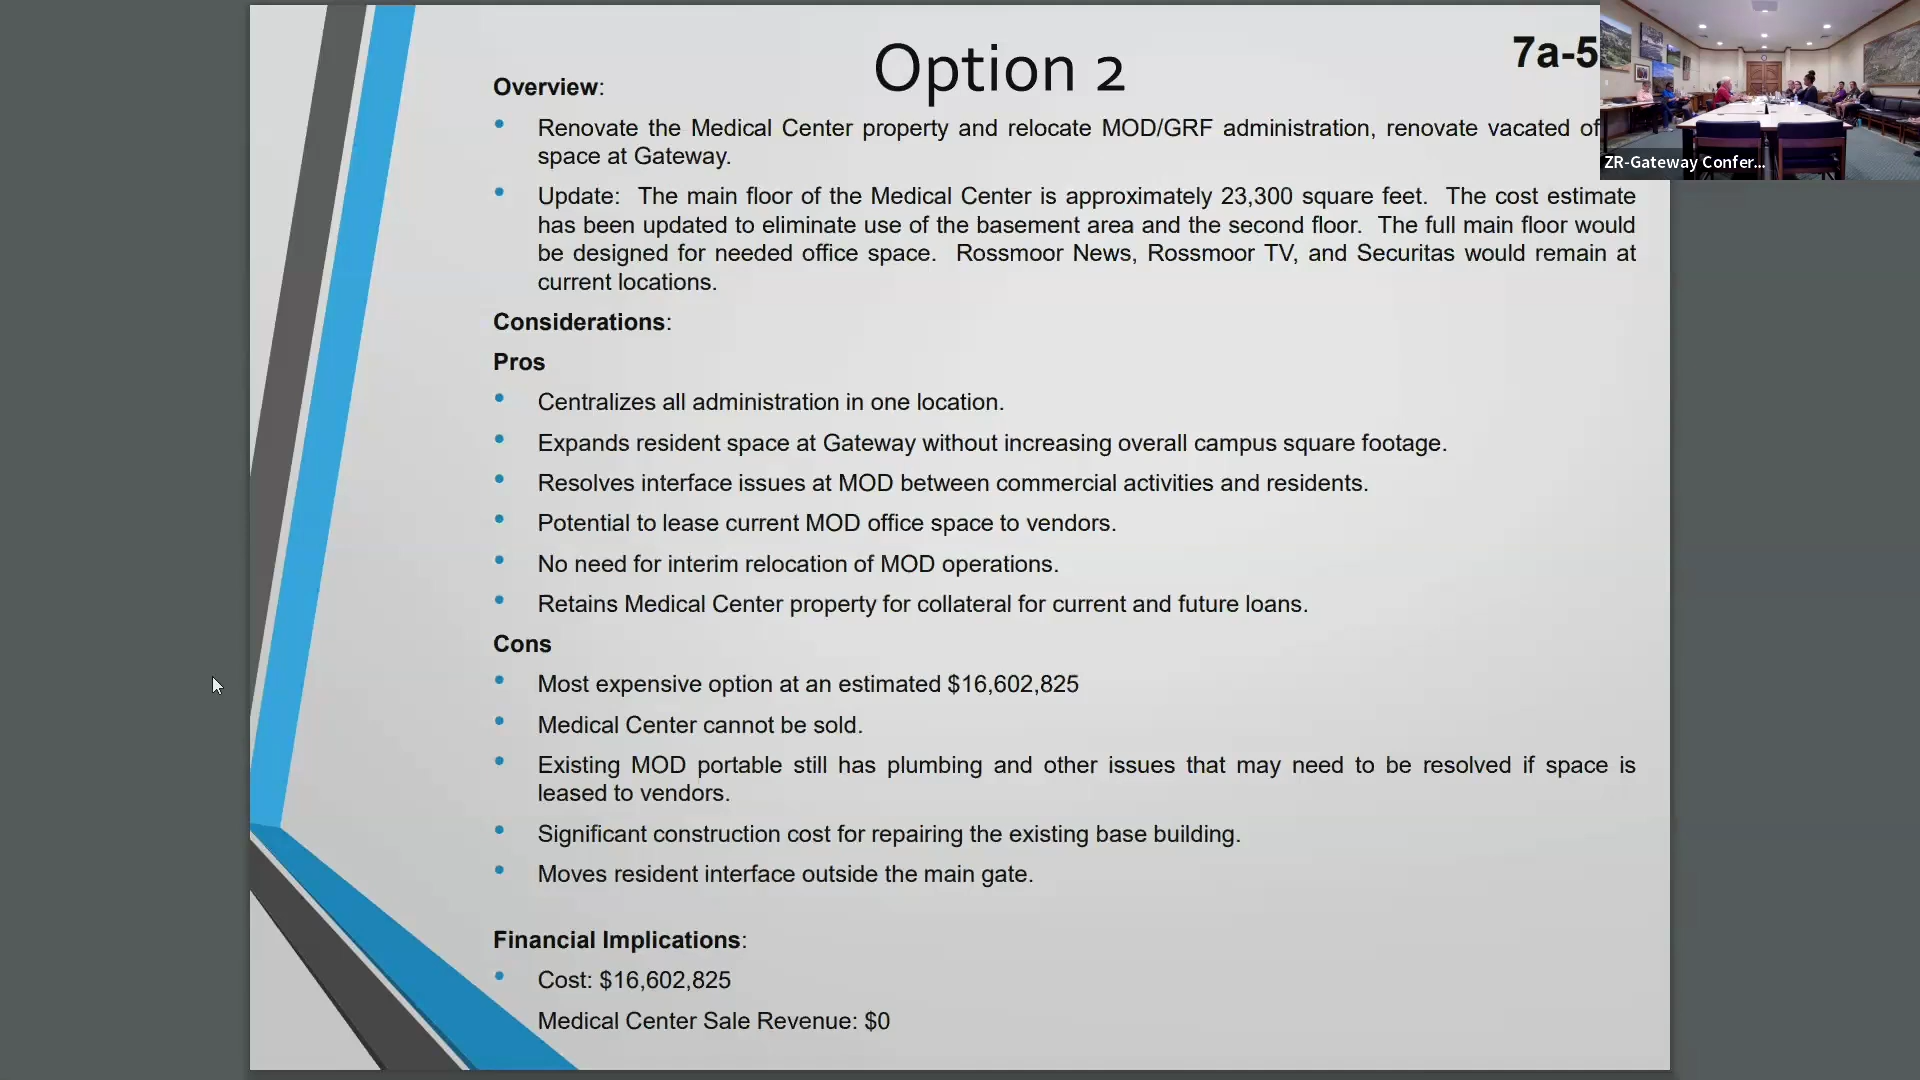 Option 2
7a-5
Overview:
Renovate the Medical Center property and relocate MOD/GRF administration, renovate vacated of
space at Gateway.
Update: The main floor of the Medical Center is approximately 23,300 square feet. The cost estimate
has been updated to eliminate use of the basement area and the second floor. The full main floor would
be designed for needed office space. Rossmoor News, Rossmoor TV, and Securitas would remain at
current locations.
Considerations:
Pros
Centralizes all administration in one location.
Expands resident space at Gateway without increasing overall campus square footage.
Resolves interface issues at MOD between commercial activities and residents.
Potential to lease current MOD office space to vendors.
No need for interim relocation of MOD operations.
Retains Medical Center property for collateral for current and future loans.
Cons
Most expensive option at an estimated $16,602,825
Medical Center cannot be sold.
Existing MOD portable still has plumbing and other issues that may need to be resolved if space is
leased to vendors.
Significant construction cost for repairing the existing base building.
Moves resident interface outside the main gate.
Financial Implications:
Cost: $16,602,825
Medical Center Sale Revenue: $0
ZR-Gateway Confer...